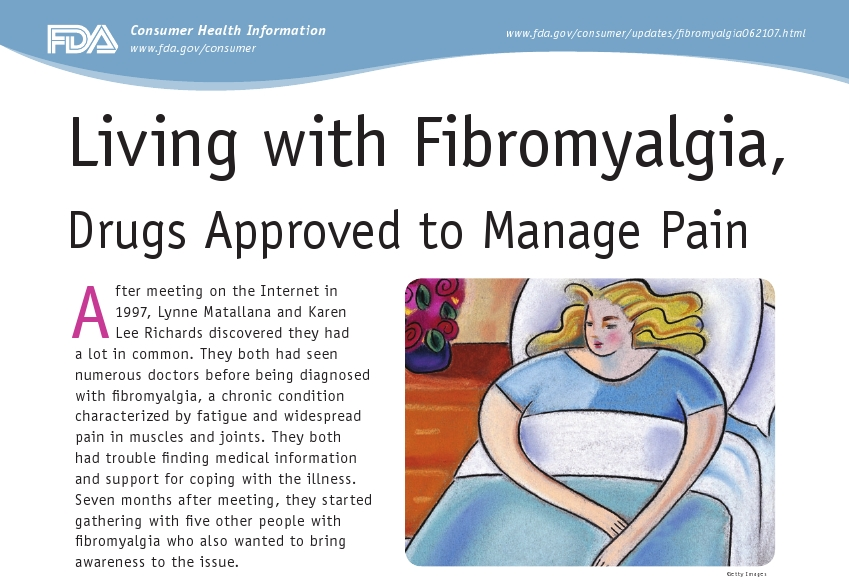 FDA
Consumer Health Information
www.fda.gov/consumer
www.fda.gov/consumer/updates/fibromyalgia062107.html
Living with Fibromyalgia,
Drugs Approved to Manage Pain
After meeting on the Internet in
1997, Lynne Matallana and Karen
Lee Richards discovered they had
a lot in common. They both had seen
numerous doctors before being diagnosed
with fibromyalgia, a chronic condition
characterized by fatigue and widespread
pain in muscles and joints. They both
had trouble finding medical information
and support for coping with the illness.
Seven months after meeting, they started
gathering with five other people with
fibromyalgia who also wanted to bring
awareness to the issue.
Getty Images